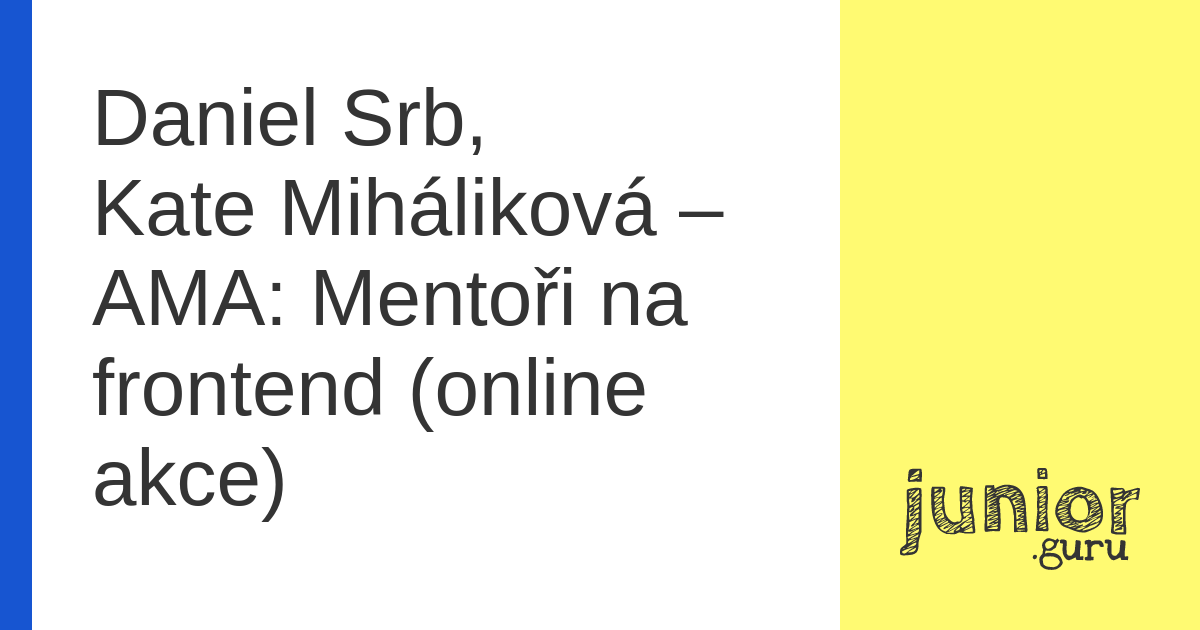 Daniel Srb,
Kate Miháliková –
AMA: Mentoři na
frontend (online
akce)
junior
.guru